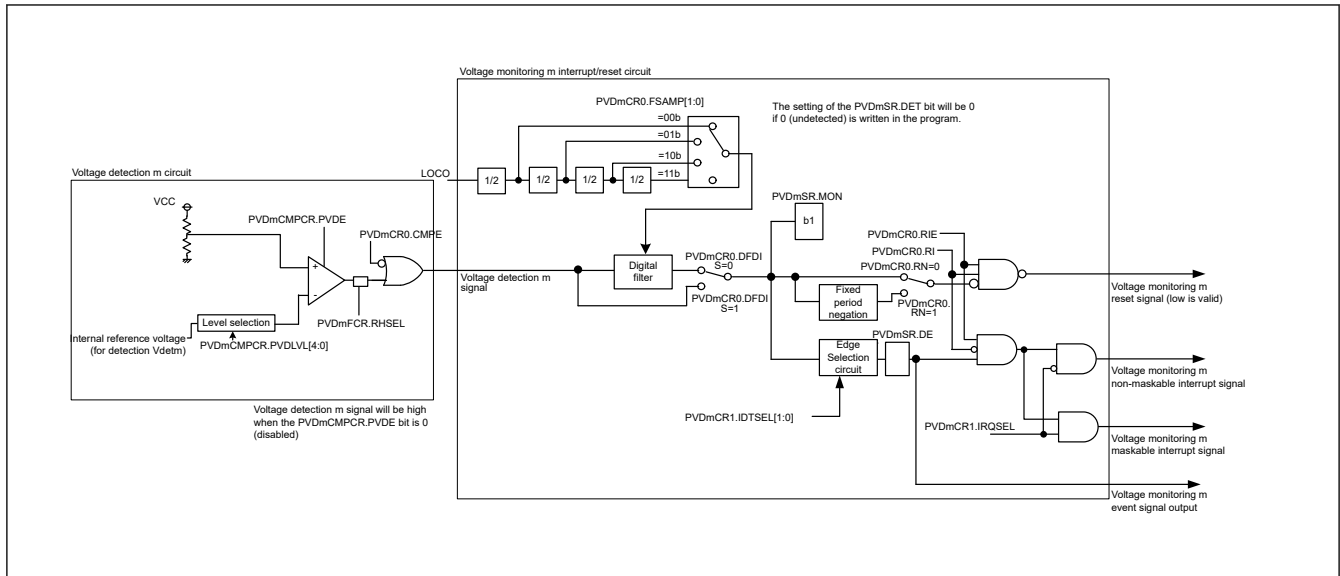 Voltage monitoring m interrupt/reset circuit
PVDmCR0.FSAMP[1:0]
The setting of the PVDmSR.DET bit will be 0
if 0 (undetected) is written in the program.
=00b
=01b
=10b
=11b
LOCO
1/2
1/2
1/2
1/2
Voltage detection m circuit
VCC
PVDmCMPCR.PVDE
PVDmCR0.CMPE
+
-
PVDmFCR.RHSEL
Level selection
Internal reference voltage
(for detection Vdetm)
PVDmCMPCR.PVDLVL[4:0]
Voltage detection m signal will be high
when the PVDmCMPCR.PVDE bit is 0
(disabled)
Voltage detection m
signal
Digital
filter
PVDmCR0.DFDI
S=0
PVDmCR0.DFDI
S=1
PVDmSR.MON
b1
PVDmCR0.RIE
PVDmCR0.RI
PVDmCR0.RN=0
Fixed
period
negation
PVDmCR0.
RN=1
Voltage monitoring m
reset signal (low is valid)
PVDmSR.DE
Edge
Selection
circuit
PVDmCR1.IDTSEL[1:0]
Voltage monitoring m
non-maskable interrupt signal
PVDmCR1.IRQSEL
Voltage monitoring m
maskable interrupt signal
Voltage monitoring m
event signal output